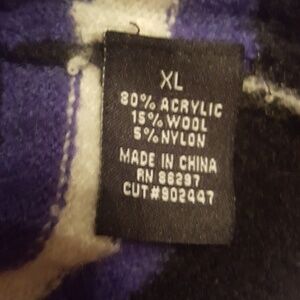 XL
80% ACRYLIC
15% WOOL
5% NYLON
MADE IN CHINA
RN 86297
CUT#902447